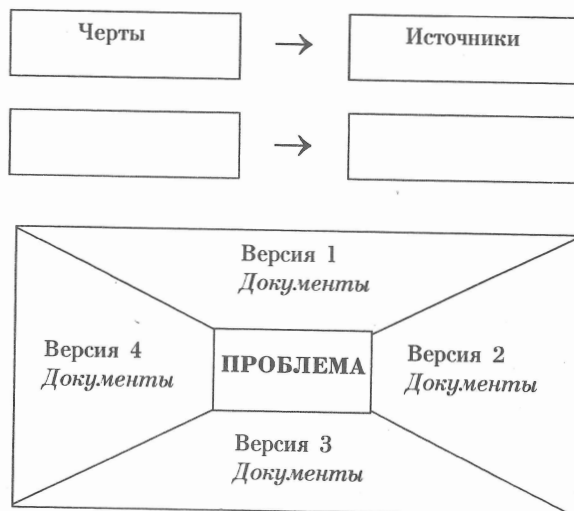 Черты
Источники
Версия 1
Документы
Версия 4
Документы
ПРОБЛЕМА
Версия 2
Документы
Версия 3
Документы